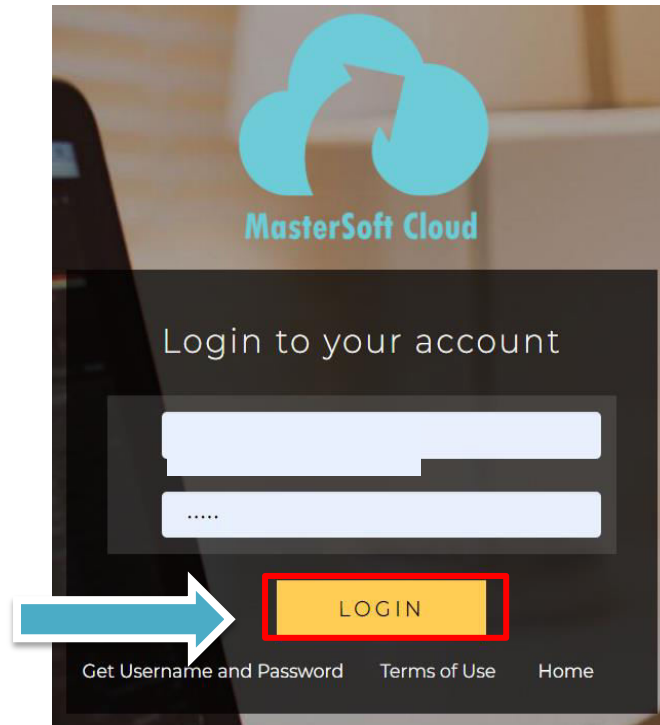 MasterSoft Cloud
Login to your account
.....
LOGIN
Get Username and Password Terms of Use Home